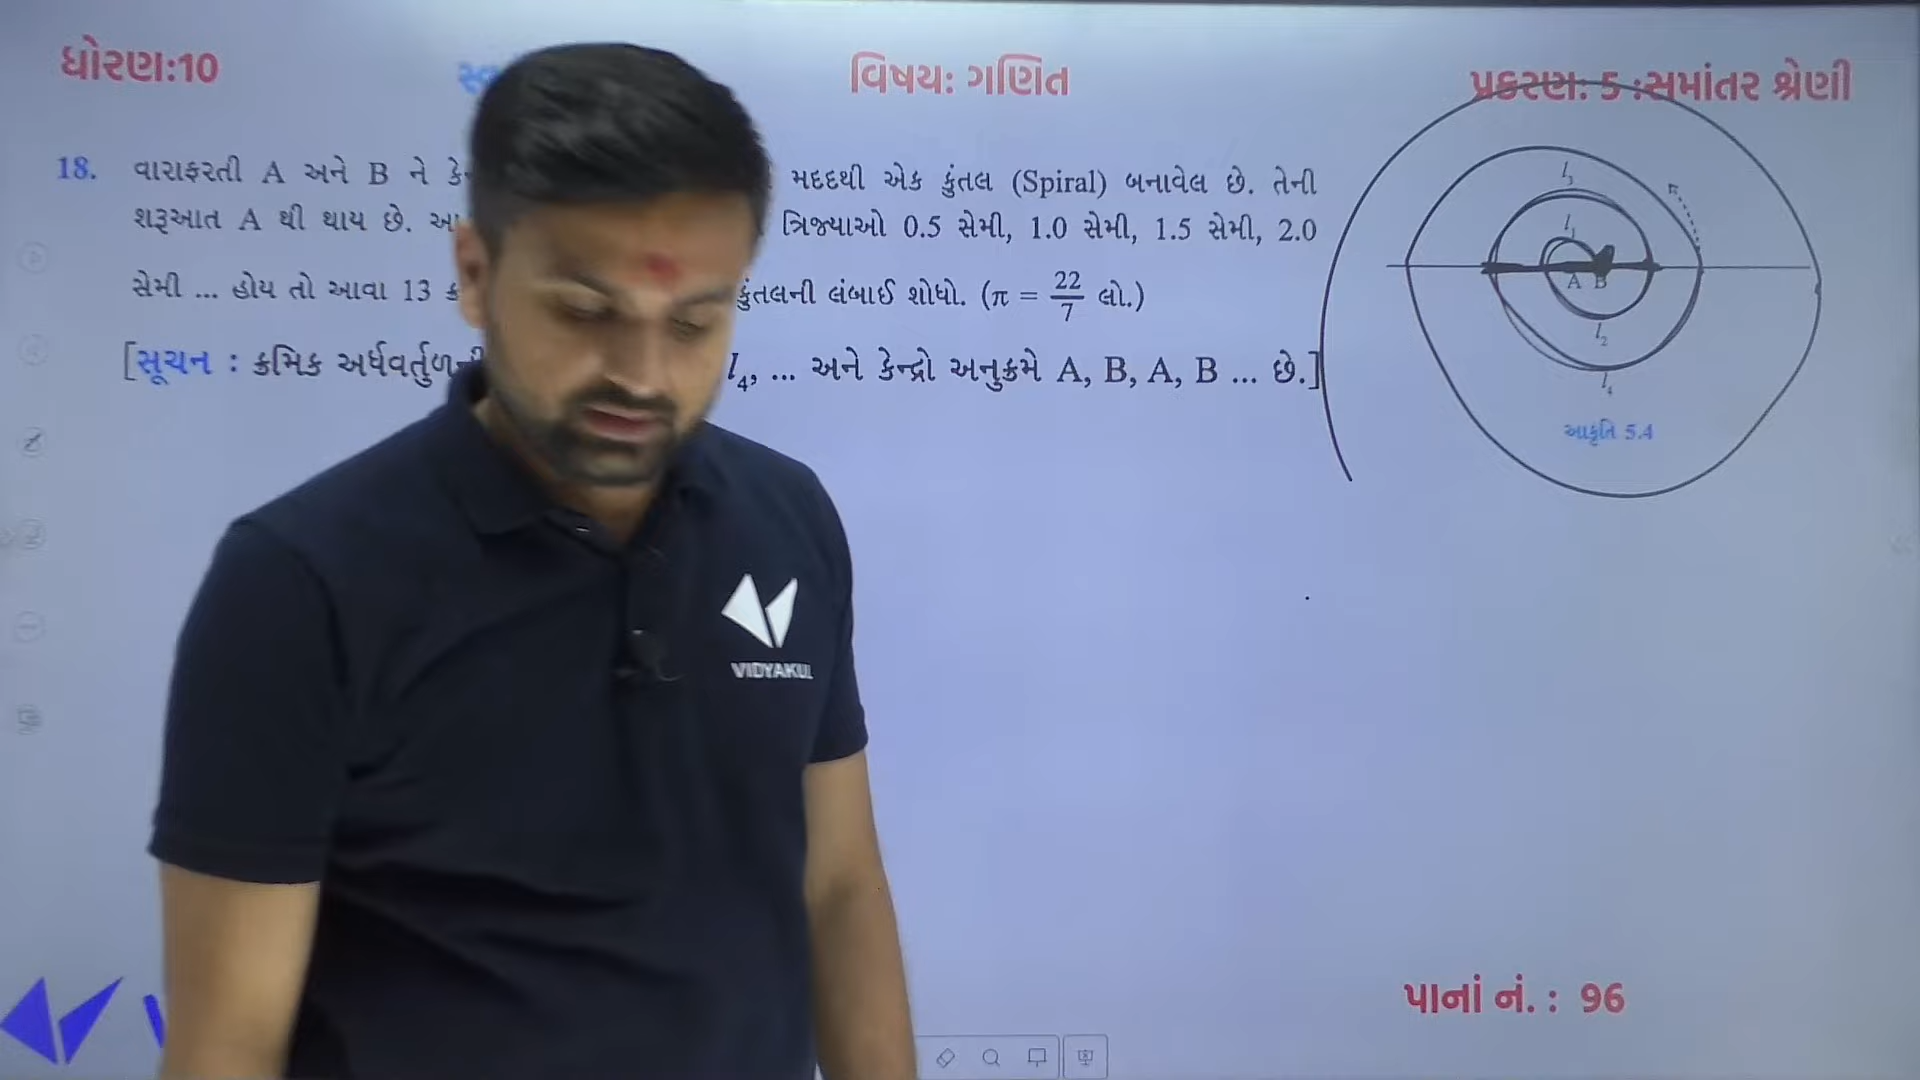 ધોરણ:10
વિષય: ગણિત
પ્રકરણ: 5 :સમાંતર શ્રેણી
18. વારાફરતી A અને B ને મદદથી એક કુંતલ (Spiral) બનાવેલ છે. તેની
શરૂઆત A થી થાય છે. ત્રિજ્યાઓ 0.5 સેમી, 1.0 સેમી, 1.5 સેમી, 2.0
સેમી ... હોય તો આવા 13 કુંતલની લંબાઈ શોધો. (π = 22/7 લો.)
[સૂચન : ક્રમિક અર્ધવર્તુળની l4, ... અને કેન્દ્રો અનુક્રમે A, B, A, B ... છે.]
l3
l1
A B
l2
l4
આકૃતિ 5.4
VIDYAKUL
પાનાં નં. : 96